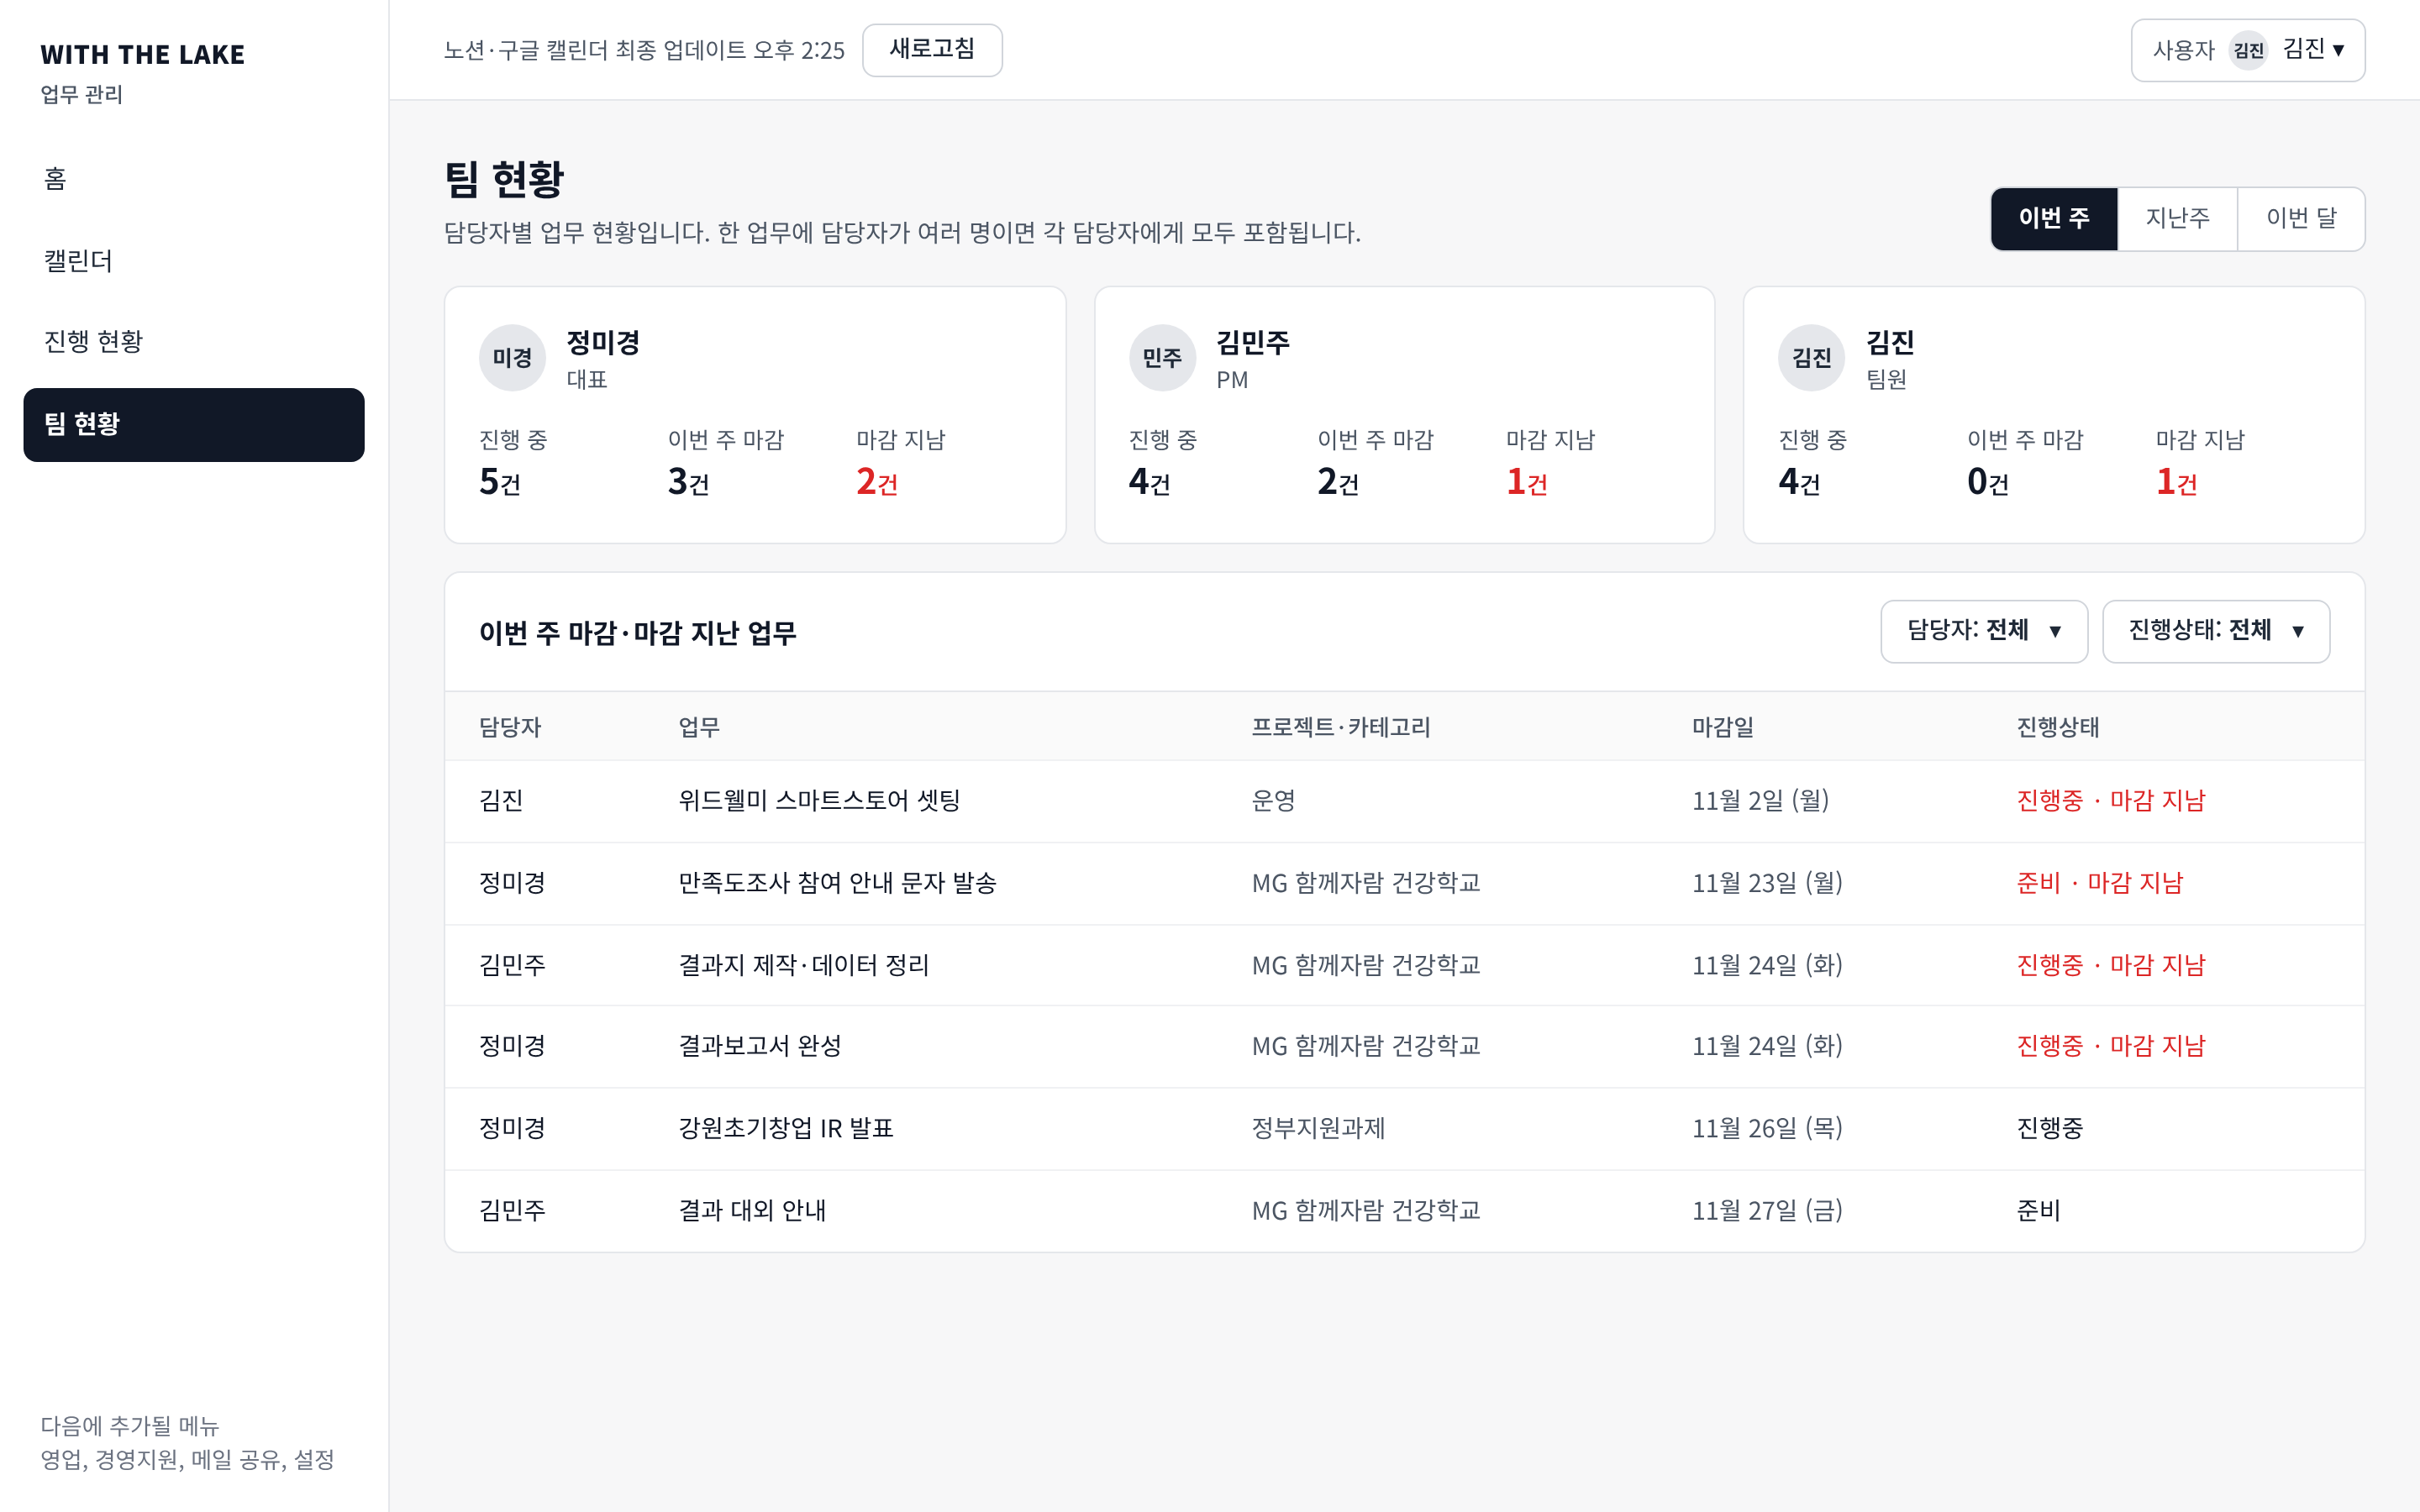 WITH THE LAKE
업무 관리
홈
캘린더
진행 현황
팀 현황
다음에 추가될 메뉴
영업, 경영지원, 메일 공유, 설정
노션·구글 캘린더 최종 업데이트 오후 2:25 새로고침
사용자 김진 김진 ▼
팀 현황
담당자별 업무 현황입니다. 한 업무에 담당자가 여러 명이면 각 담당자에게 모두 포함됩니다.
이번 주 지난주 이번 달
미경 정미경
대표
진행 중 이번 주 마감 마감 지남
5건 3건 2건
민주 김민주
PM
진행 중 이번 주 마감 마감 지남
4건 2건 1건
김진 김진
팀원
진행 중 이번 주 마감 마감 지남
4건 0건 1건
이번 주 마감·마감 지난 업무
담당자: 전체 ▼ 진행상태: 전체 ▼
담당자 업무 프로젝트·카테고리 마감일 진행상태
김진 위드웰미 스마트스토어 셋팅 운영 11월 2일 (월) 진행중 · 마감 지남
정미경 만족도조사 참여 안내 문자 발송 MG 함께자람 건강학교 11월 23일 (월) 준비 · 마감 지남
김민주 결과지 제작·데이터 정리 MG 함께자람 건강학교 11월 24일 (화) 진행중 · 마감 지남
정미경 결과보고서 완성 MG 함께자람 건강학교 11월 24일 (화) 진행중 · 마감 지남
정미경 강원초기창업 IR 발표 정부지원과제 11월 26일 (목) 진행중
김민주 결과 대외 안내 MG 함께자람 건강학교 11월 27일 (금) 준비